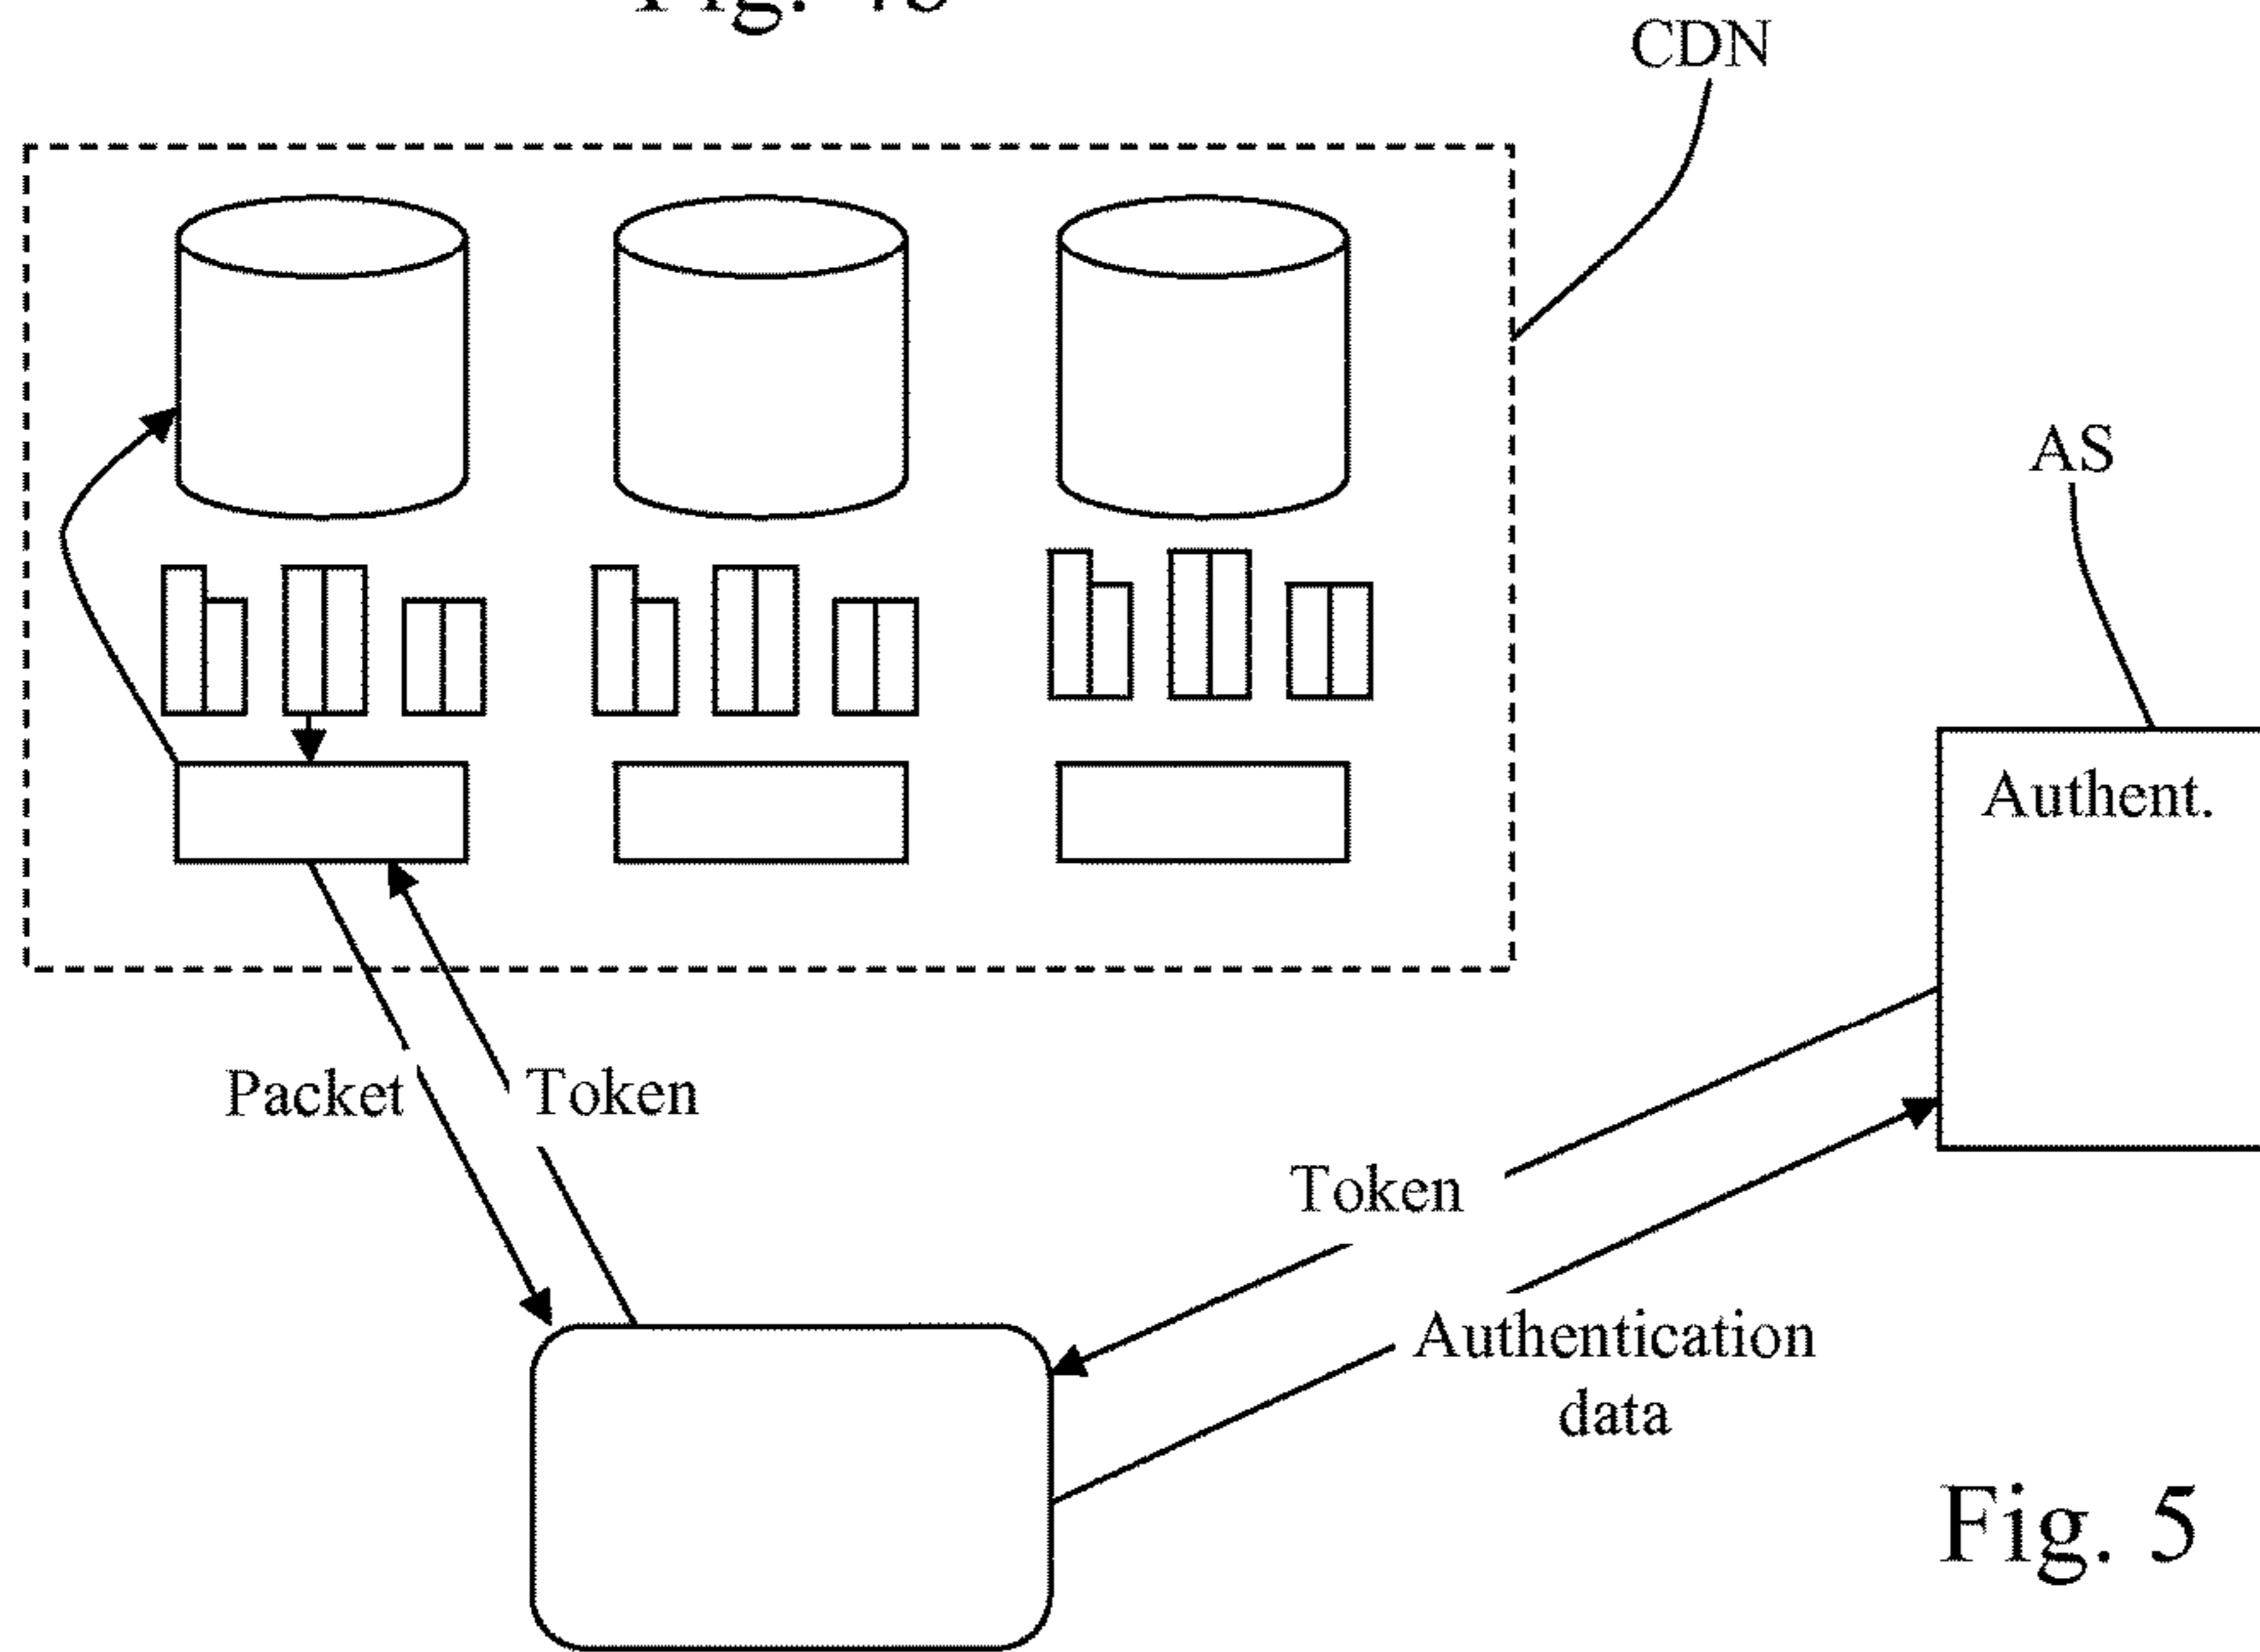 CDN
AS
Authent.
Packet
Token
Token
Authentication
data
Fig. 5